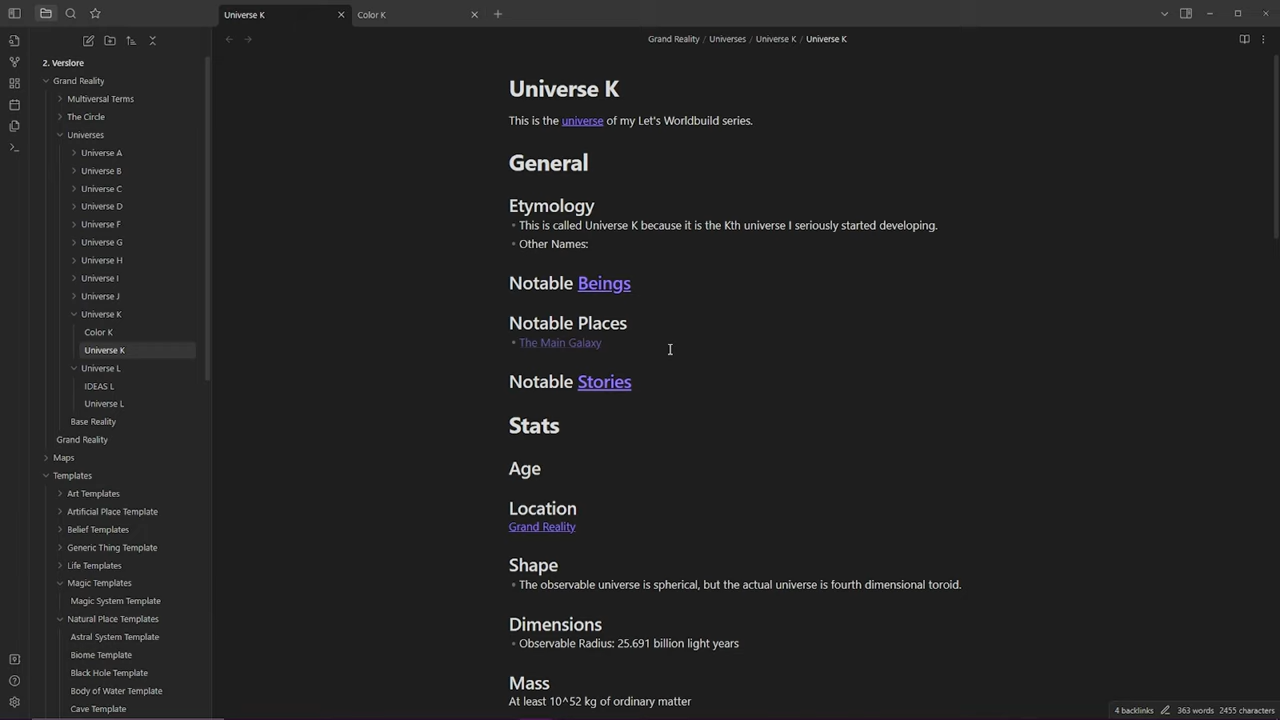 Universe K
Color K
Grand Reality / Universes / Universe K / Universe K
2. Verslore
Grand Reality
Multiversal Terms
The Circle
Universes
Universe A
Universe B
Universe C
Universe D
Universe F
Universe G
Universe H
Universe I
Universe J
Universe K
Color K
Universe K
Universe L
IDEAS L
Universe L
Base Reality
Grand Reality
Maps
Templates
Art Templates
Artificial Place Template
Belief Templates
Generic Thing Template
Life Templates
Magic Templates
Magic System Template
Natural Place Templates
Astral System Template
Biome Template
Black Hole Template
Body of Water Template
Cave Template
Universe K
This is the universe of my Let's Worldbuild series.
General
Etymology
This is called Universe K because it is the Kth universe I seriously started developing.
Other Names:
Notable Beings
Notable Places
The Main Galaxy
Notable Stories
Stats
Age
Location
Grand Reality
Shape
The observable universe is spherical, but the actual universe is fourth dimensional toroid.
Dimensions
Observable Radius: 25.691 billion light years
Mass
At least 10^52 kg of ordinary matter
4 backlinks 363 words 2455 characters